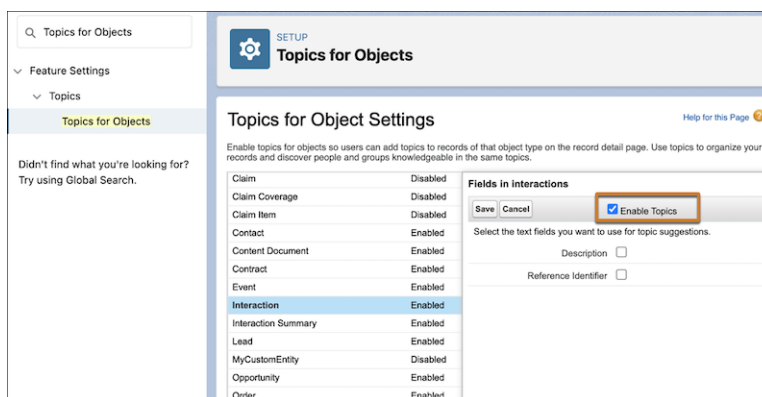 Topics for Objects
Feature Settings
Topics
Topics for Objects
Didn't find what you're looking for?
Try using Global Search.
SETUP
Topics for Objects
Topics for Object Settings
Help for this Page ?
Enable topics for objects so users can add topics to records of that object type on the record detail page. Use topics to organize your
records and discover people and groups knowledgeable in the same topics.
Claim Disabled
Claim Coverage Disabled
Claim Item Disabled
Contact Enabled
Content Document Enabled
Contract Enabled
Event Enabled
Interaction Enabled
Interaction Summary Enabled
Lead Enabled
MyCustomEntity Disabled
Opportunity Enabled
Order Enabled
Fields in interactions
Save Cancel Enable Topics
Select the text fields you want to use for topic suggestions.
Description
Reference Identifier